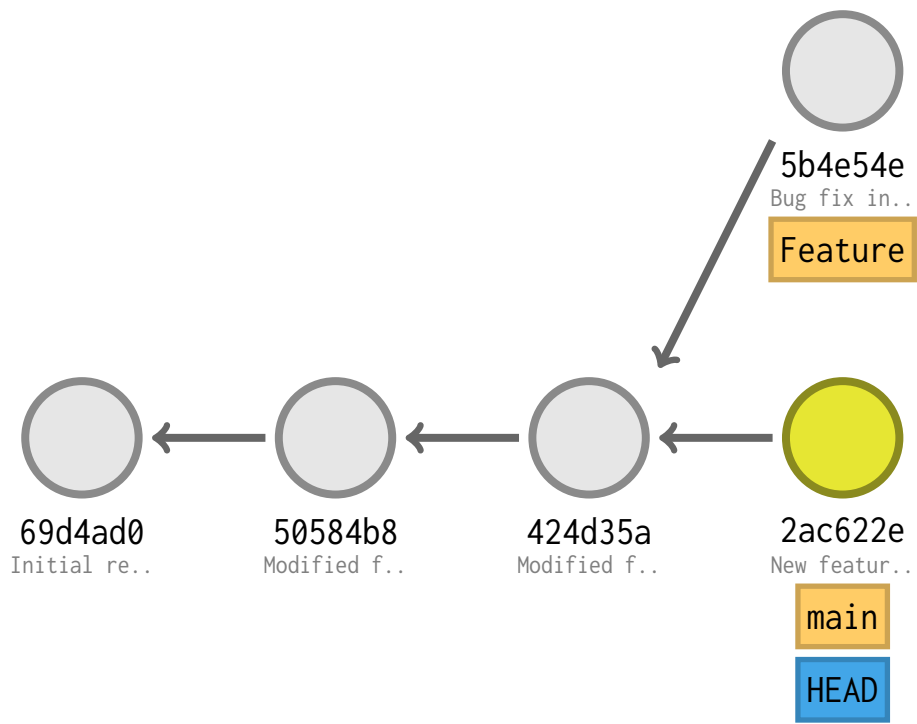 5b4e54e
Bug fix in..
Feature
69d4ad0
Initial re..
50584b8
Modified f..
424d35a
Modified f..
2ac622e
New featur..
main
HEAD